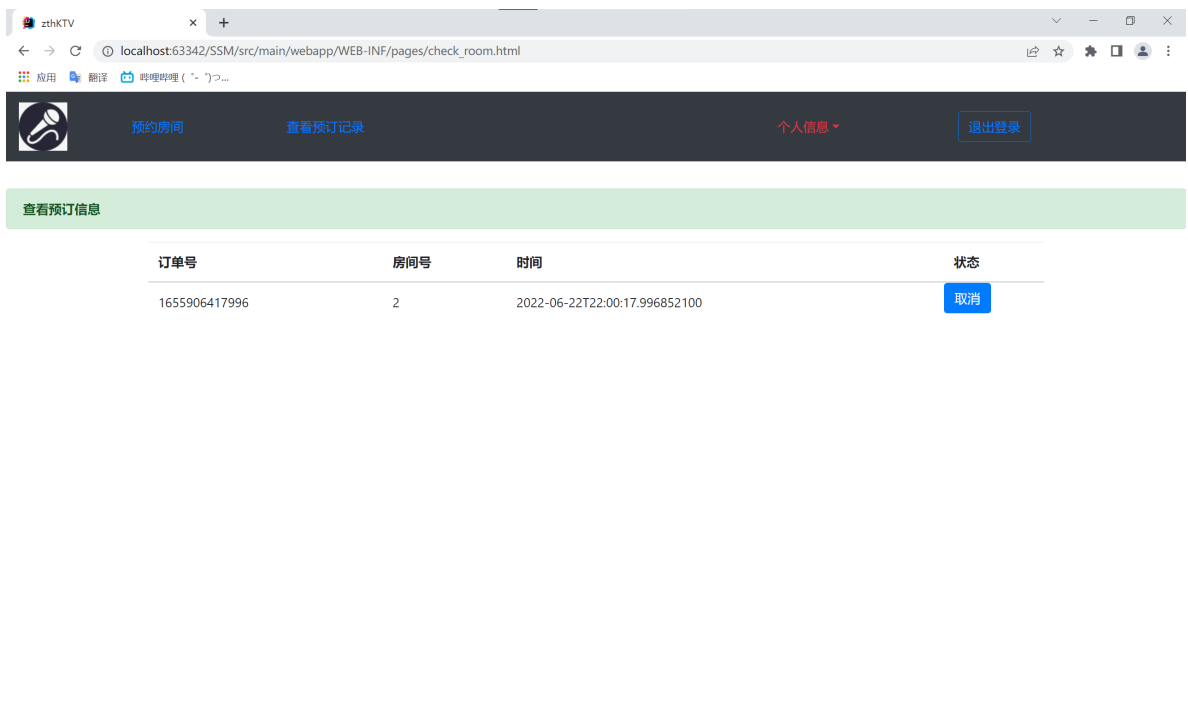 zthKTV
localhost:63342/SSM/src/main/webapp/WEB-INF/pages/check_room.html
应用 翻译 哔哩哔哩 ( ゜- ゜)つ...
预约房间 查看预订记录 个人信息 退出登录
查看预订信息
订单号 房间号 时间 状态
1655906417996 2 2022-06-22T22:00:17.996852100 取消